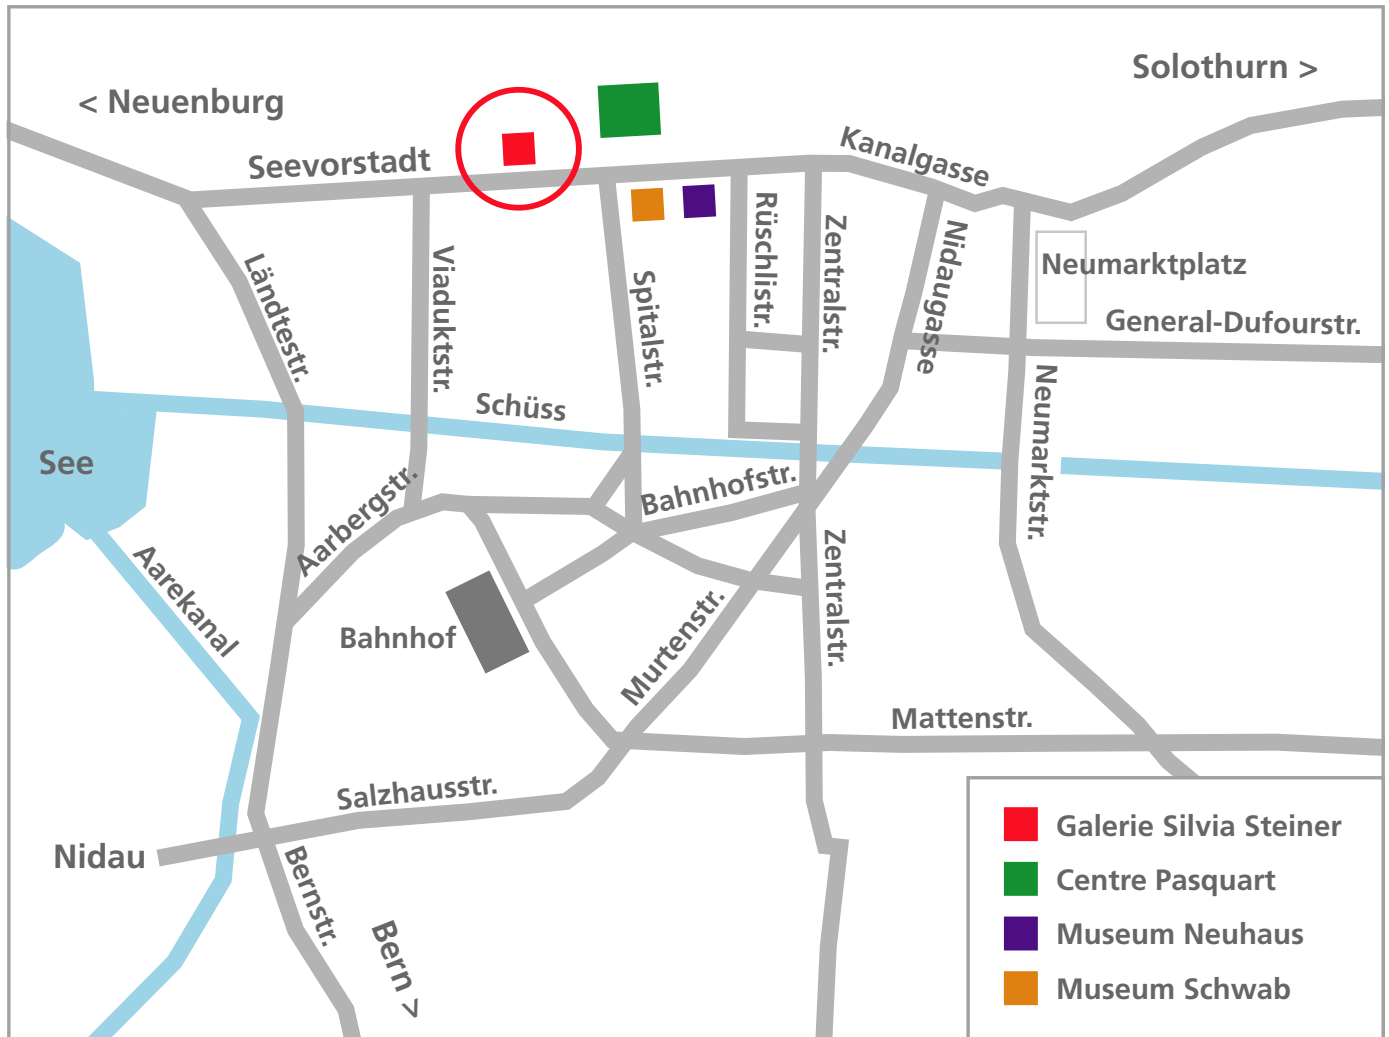 Solothurn >
< Neuenburg
Kanalgasse
Seevorstadt
Rüschlistr.
Zentralstr.
Nidaugasse
Neumarktplatz
Ländtestr.
Viaduktstr.
Spitalstr.
General-Dufourstr.
Schüss
Neumarktstr.
See
Bahnhofstr.
Aarbergstr.
Aarekanal
Zentralstr.
Bahnhof
Murtenstr.
Mattenstr.
Salzhausstr.
Nidau
Bernstr.
Bern >
Galerie Silvia Steiner
Centre Pasquart
Museum Neuhaus
Museum Schwab